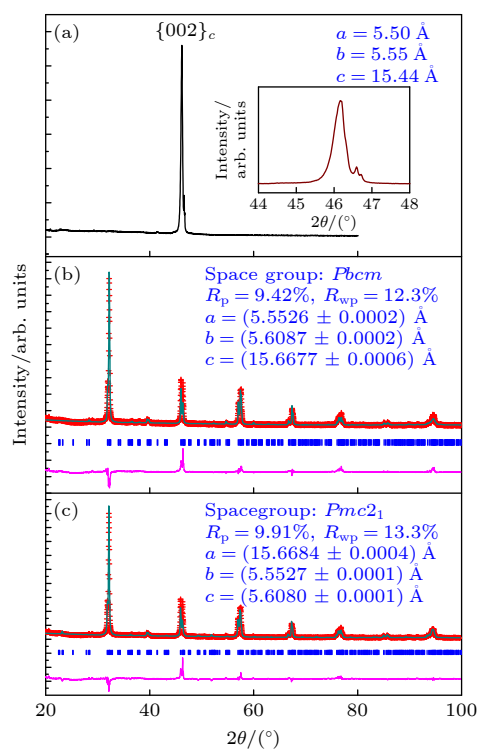 (a)
{002}c
a = 5.50 Å
b = 5.55 Å
c = 15.44 Å
Intensity/
arb. units
44 45 46 47 48
2θ/(°)
Intensity/arb. units
(b)
Space group: Pbcm
Rp = 9.42%, Rwp = 12.3%
a = (5.5526 ± 0.0002) Å
b = (5.6087 ± 0.0002) Å
c = (15.6677 ± 0.0006) Å
(c)
Spacegroup: Pmc2₁
Rp = 9.91%, Rwp = 13.3%
a = (15.6684 ± 0.0004) Å
b = (5.5527 ± 0.0001) Å
c = (5.6080 ± 0.0001) Å
20 40 60 80 100
2θ/(°)